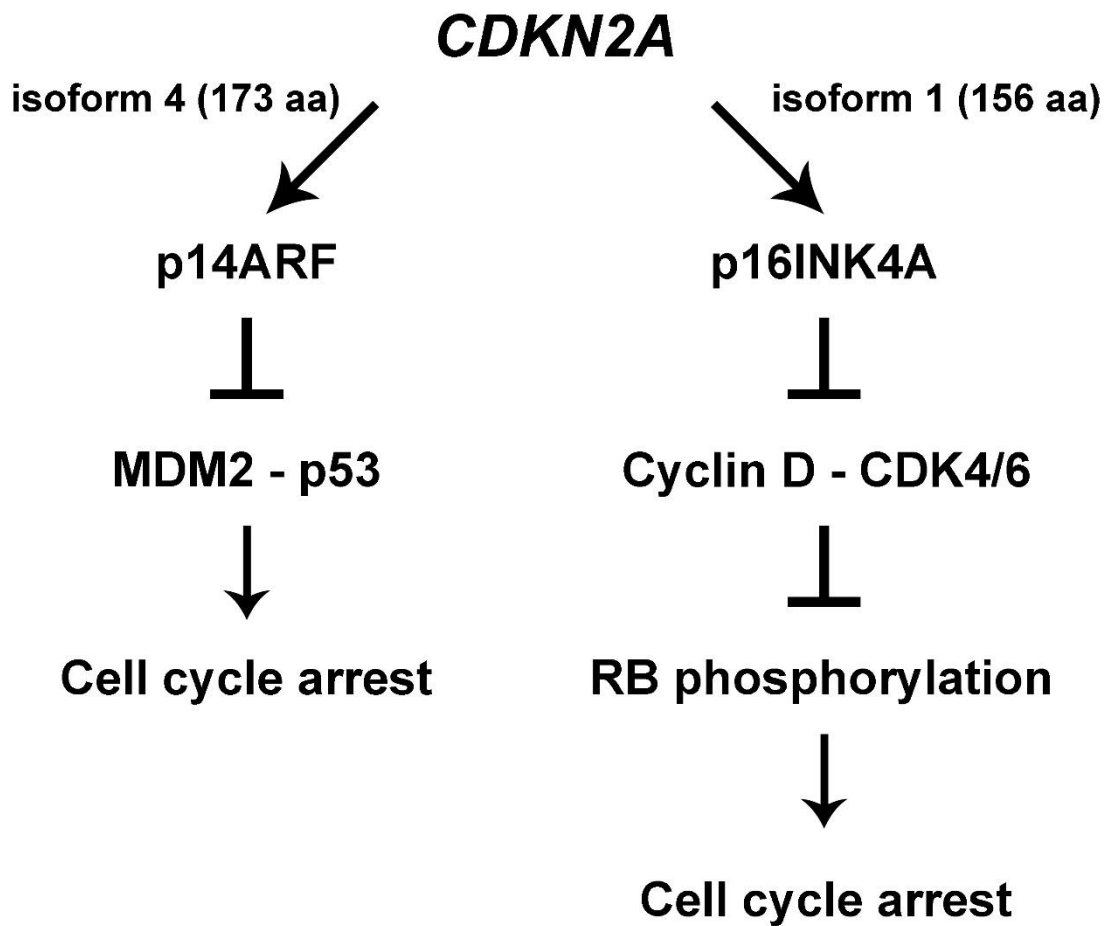 CDKN2A
isoform 4 (173 aa)
isoform 1 (156 aa)
p14ARF
p16INK4A
MDM2 - p53
Cyclin D - CDK4/6
Cell cycle arrest
RB phosphorylation
Cell cycle arrest